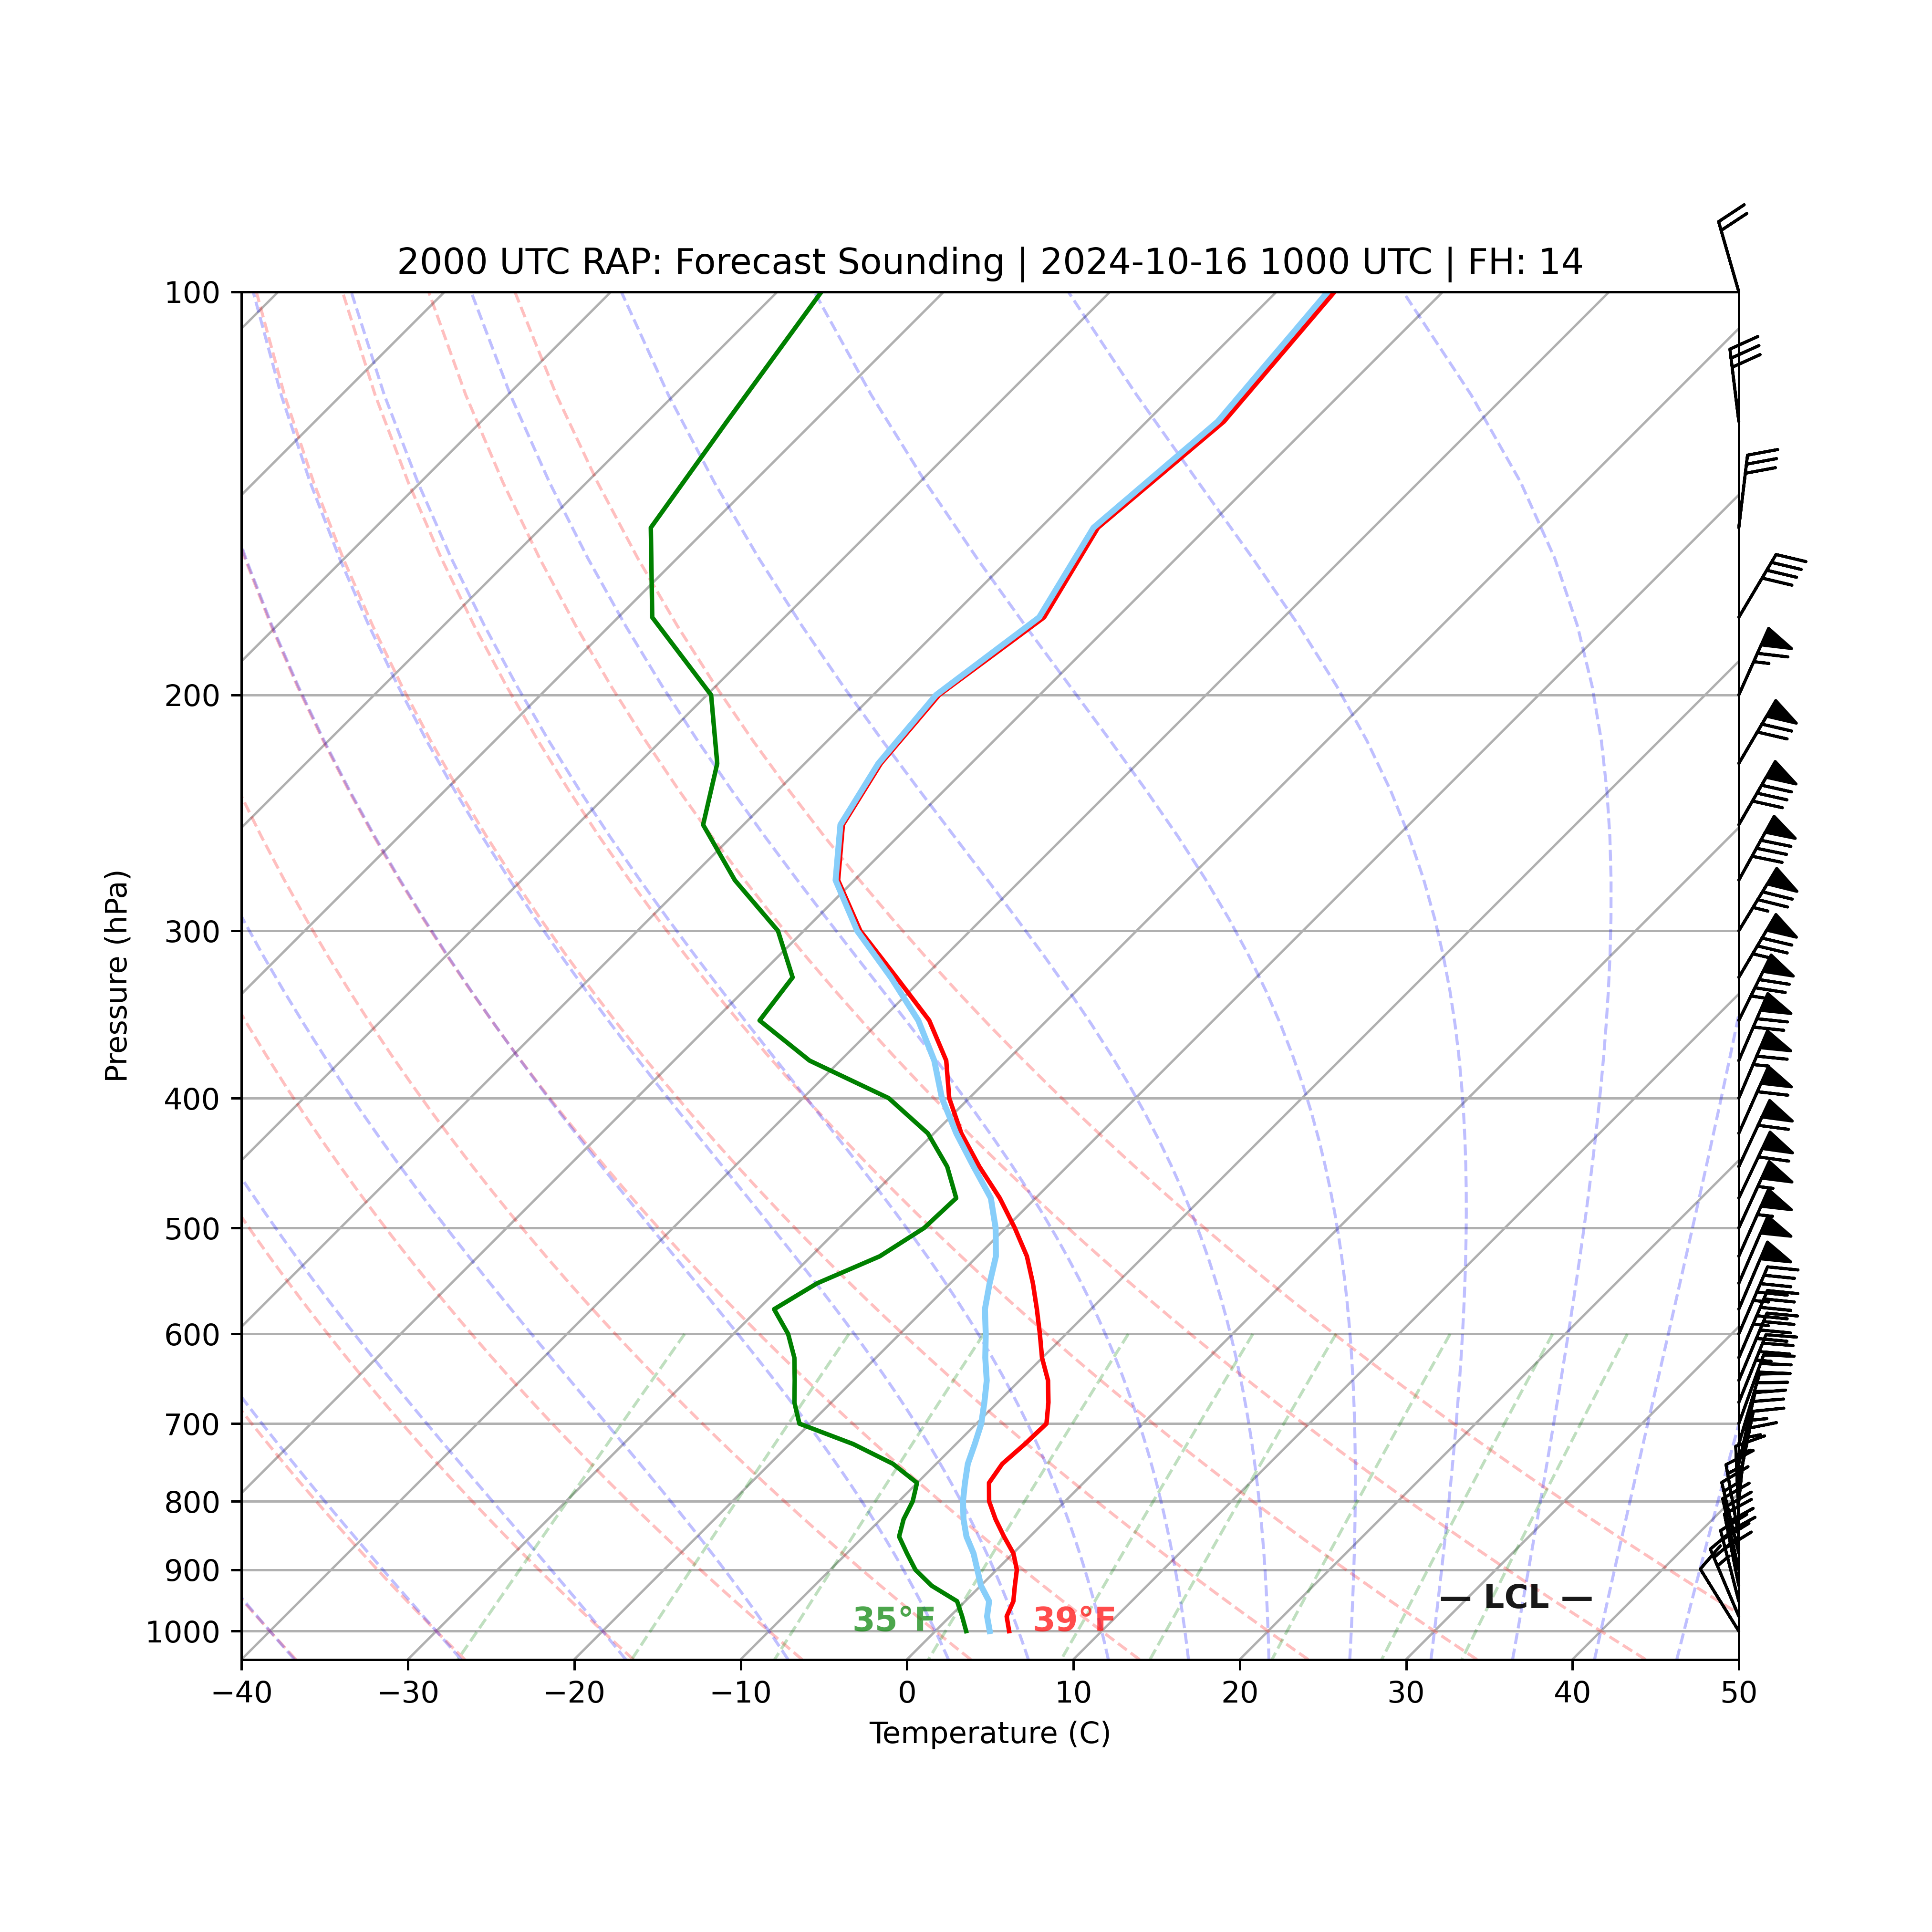 2000 UTC RAP: Forecast Sounding | 2024-10-16 1000 UTC | FH: 14
100
200
300
400
500
600
700
800
900
1000
Pressure (hPa)
— LCL —
35°F 39°F
−40 −30 −20 −10 0 10 20 30 40 50
Temperature (C)